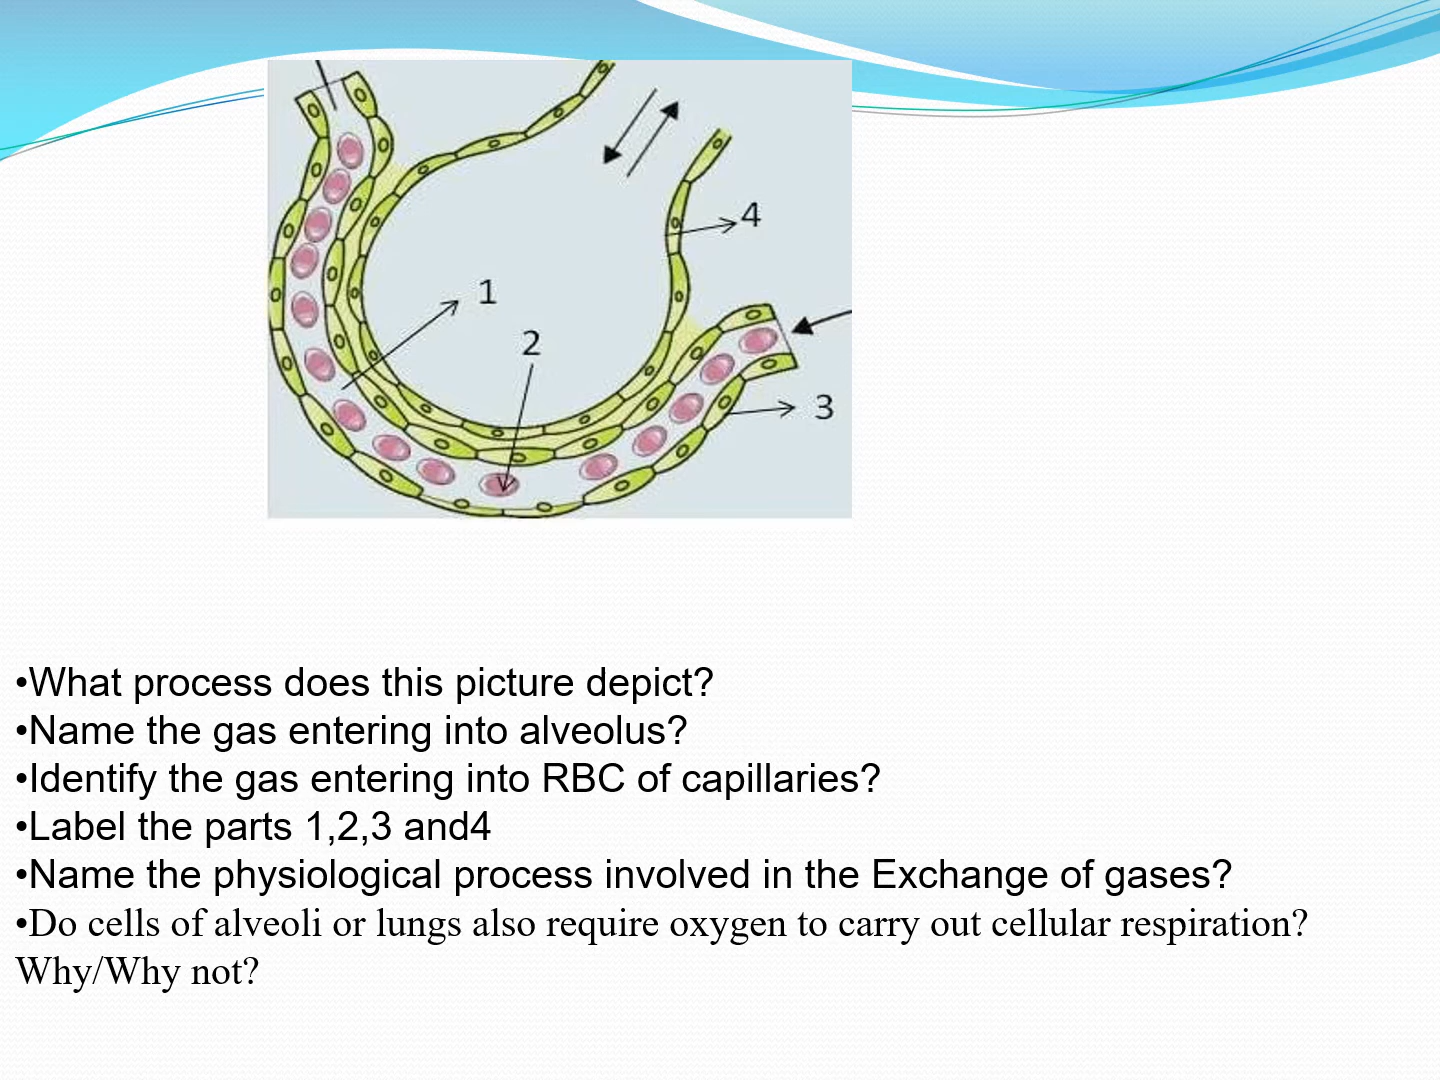 4
1
2
3
•What process does this picture depict?
•Name the gas entering into alveolus?
•Identify the gas entering into RBC of capillaries?
•Label the parts 1,2,3 and4
•Name the physiological process involved in the Exchange of gases?
•Do cells of alveoli or lungs also require oxygen to carry out cellular respiration?
Why/Why not?